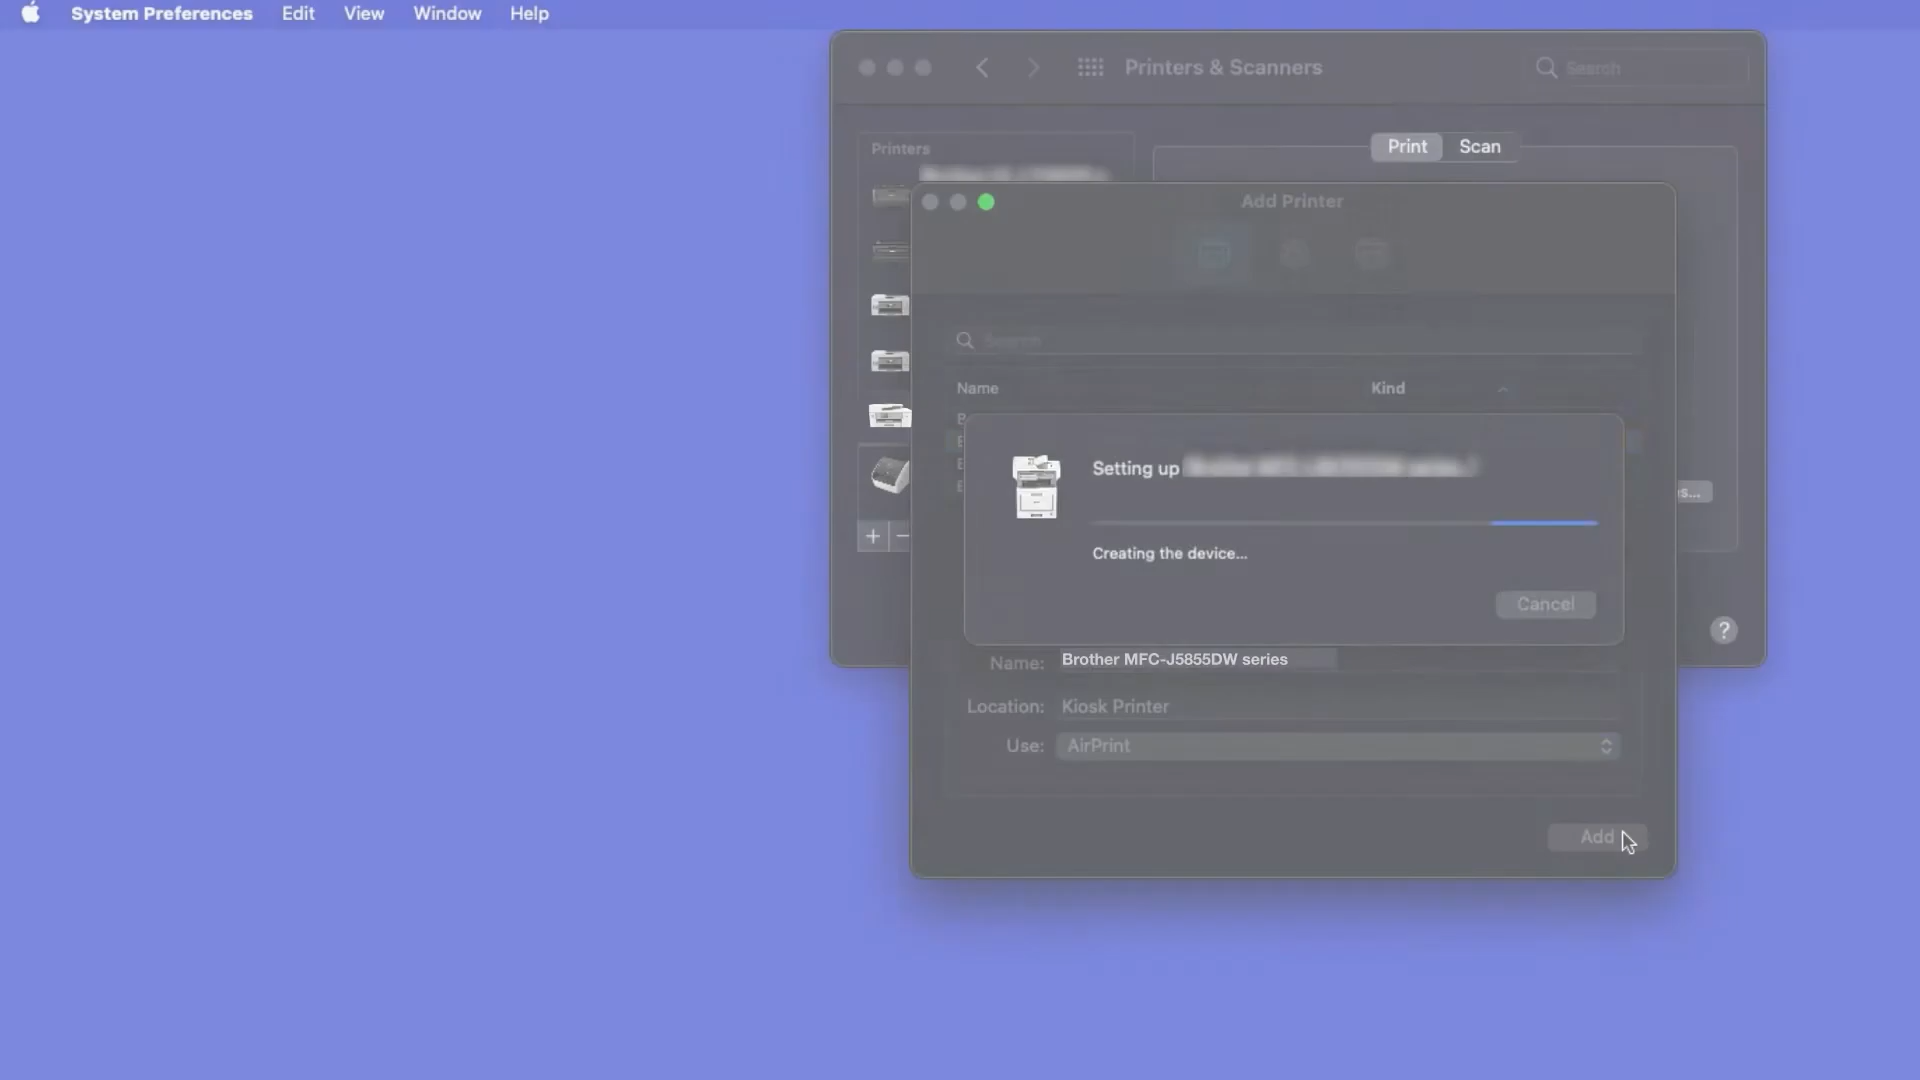 System Preferences Edit View Window Help
Printers & Scanners
Search
Printers
Print Scan
Add Printer
Search
Name Kind
Setting up
s...
Creating the device...
Cancel
Name: Brother MFC-J5855DW series
Location: Kiosk Printer
Use: AirPrint
Add